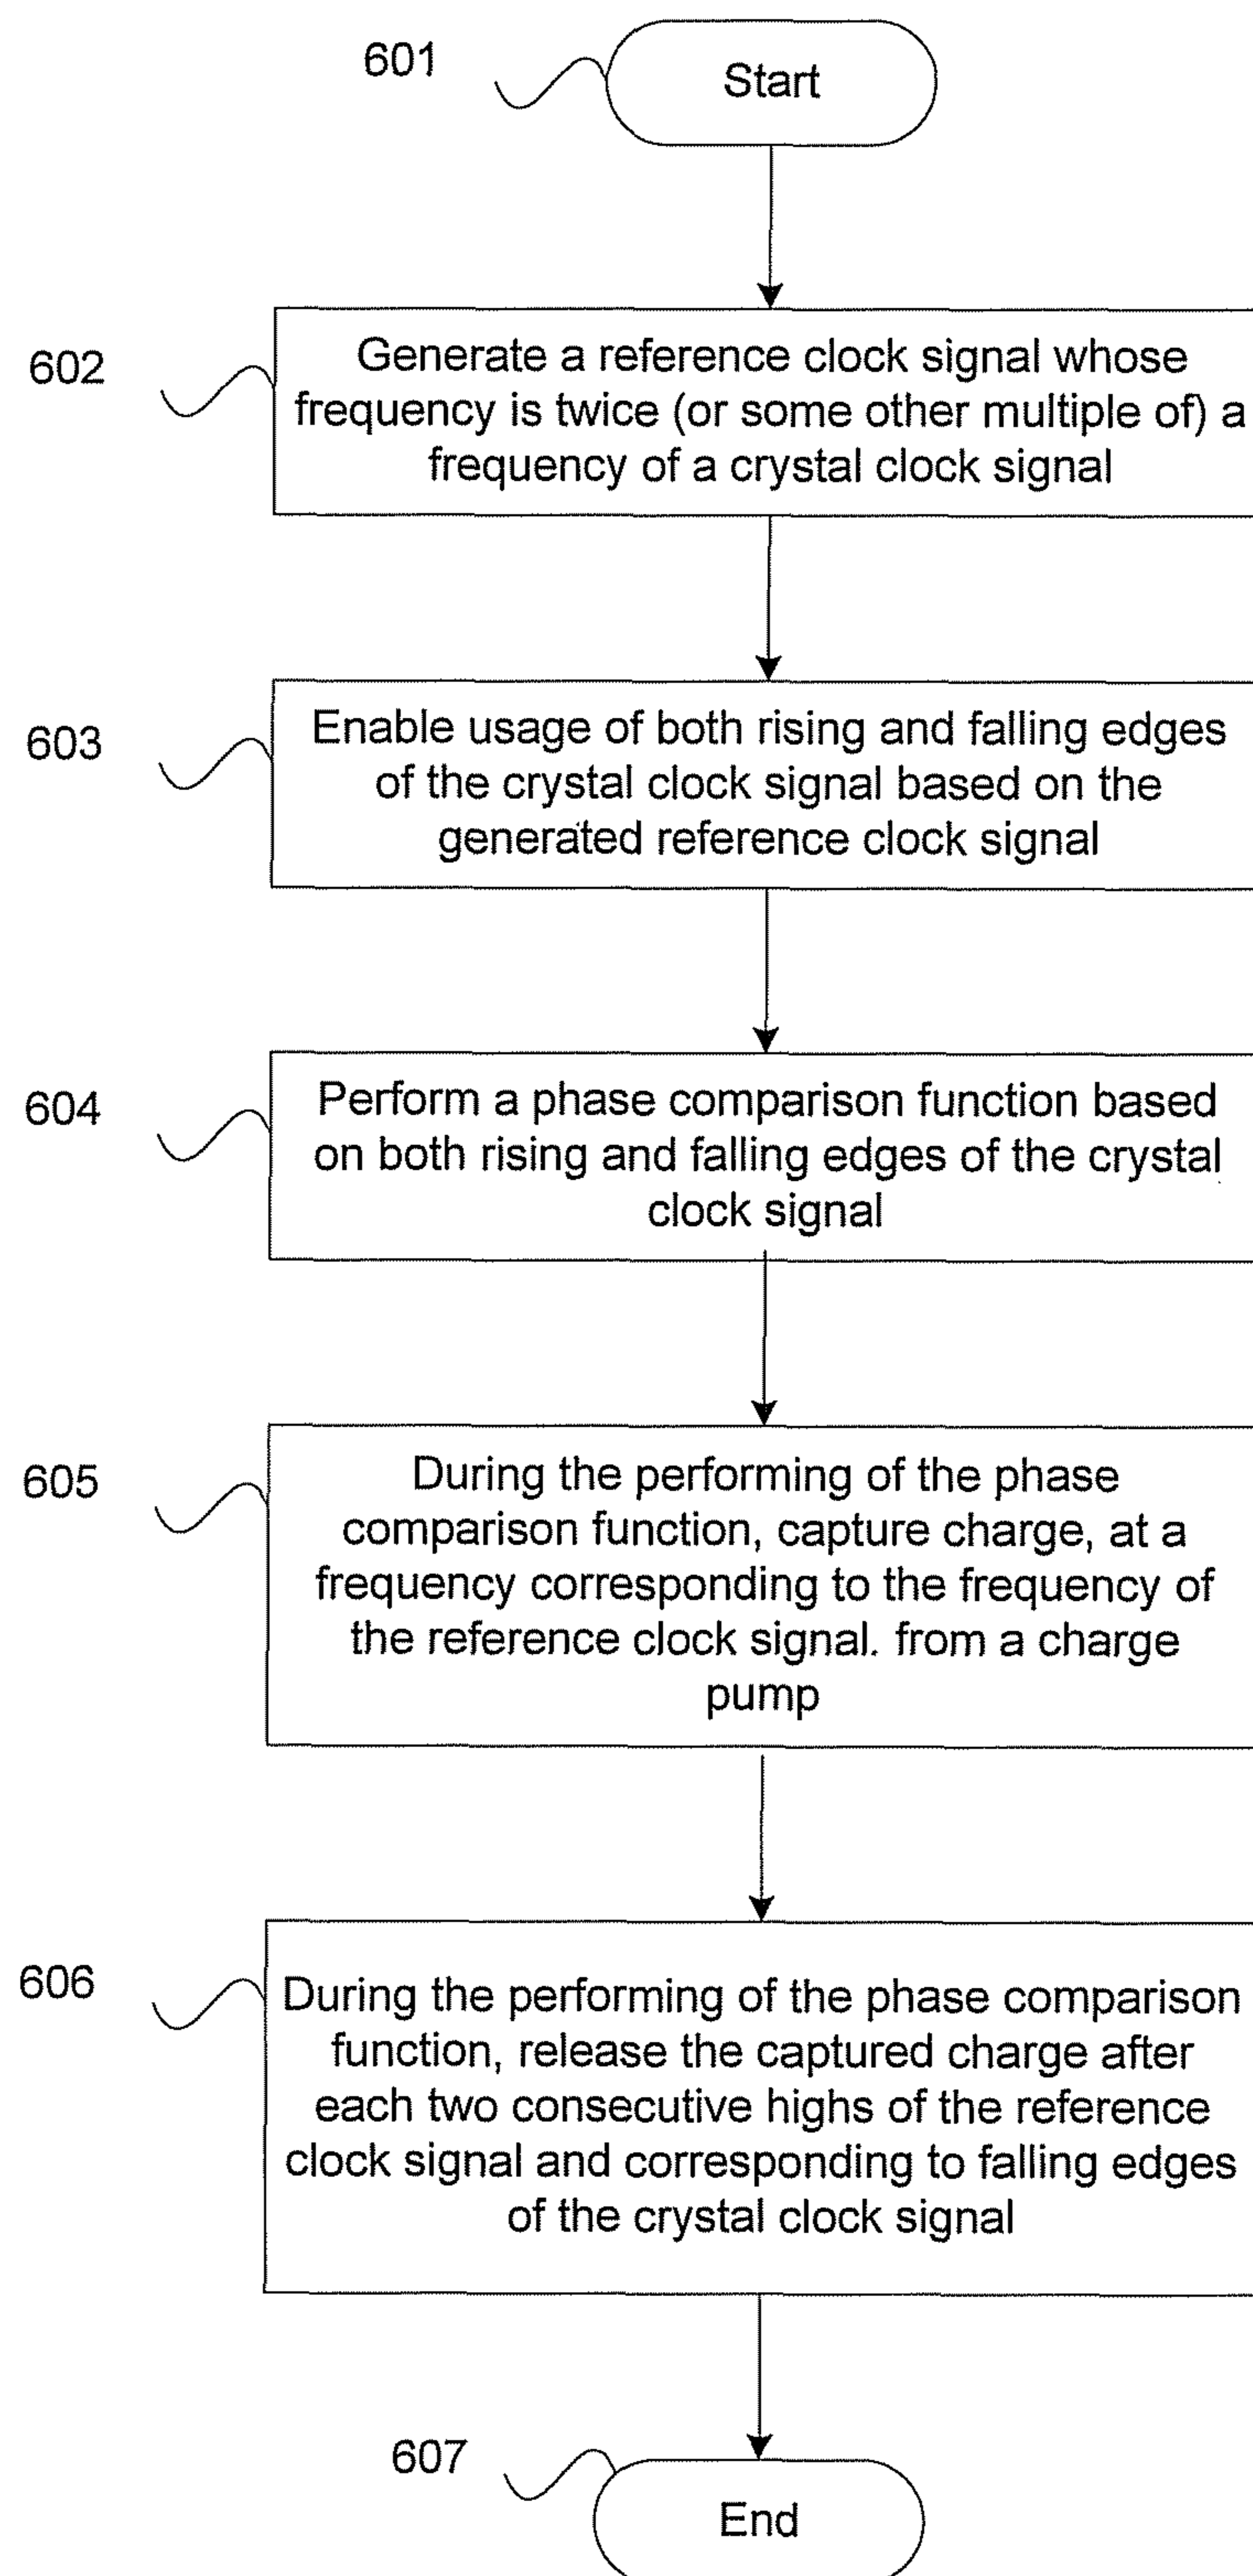 601
Start
602
Generate a reference clock signal whose
frequency is twice (or some other multiple of) a
frequency of a crystal clock signal
603
Enable usage of both rising and falling edges
of the crystal clock signal based on the
generated reference clock signal
604
Perform a phase comparison function based
on both rising and falling edges of the crystal
clock signal
605
During the performing of the phase
comparison function, capture charge, at a
frequency corresponding to the frequency of
the reference clock signal. from a charge
pump
606
During the performing of the phase comparison
function, release the captured charge after
each two consecutive highs of the reference
clock signal and corresponding to falling edges
of the crystal clock signal
607
End